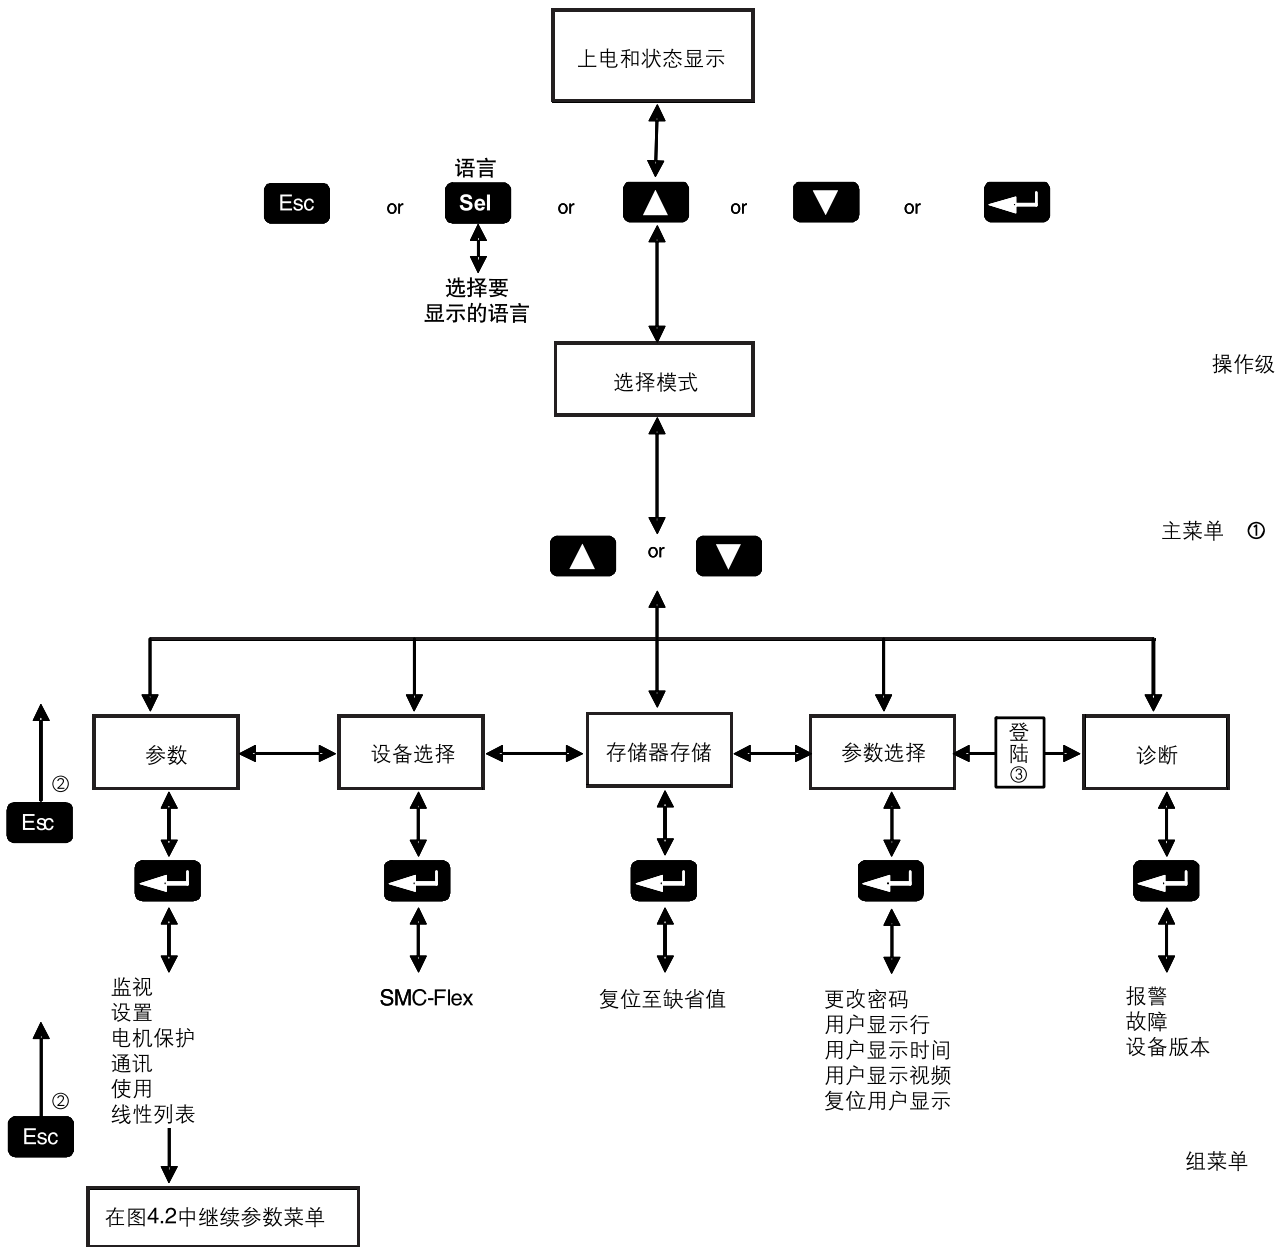 上电和状态显示
语言
Esc or Sel or or or
选择要
显示的语言
选择模式
操作级
主菜单 ①
or
参数
设备选择
存储器存储
参数选择
登
陆
③
诊断
②
Esc
监视
设置
电机保护
通讯
使用
线性列表
SMC-Flex
复位至缺省值
更改密码
用户显示行
用户显示时间
用户显示视频
复位用户显示
报警
故障
设备版本
②
Esc
组菜单
在图4.2中继续参数菜单